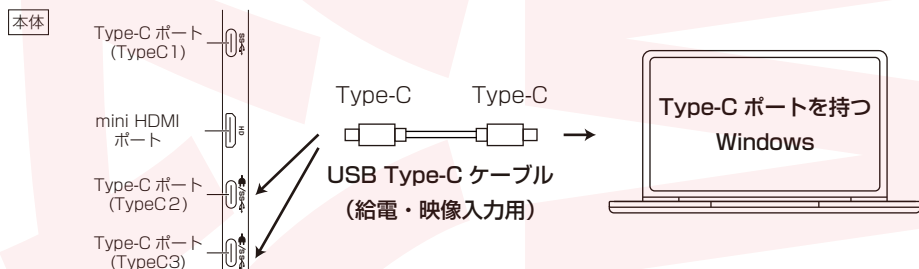 本体
Type-C ポート
(TypeC1)
mini HDMI
ポート
Type-C ポート
(TypeC2)
Type-C ポート
(TypeC3)
Type-C
Type-C
USB Type-C ケーブル
（給電・映像入力用）
Type-C ポートを持つ
Windows